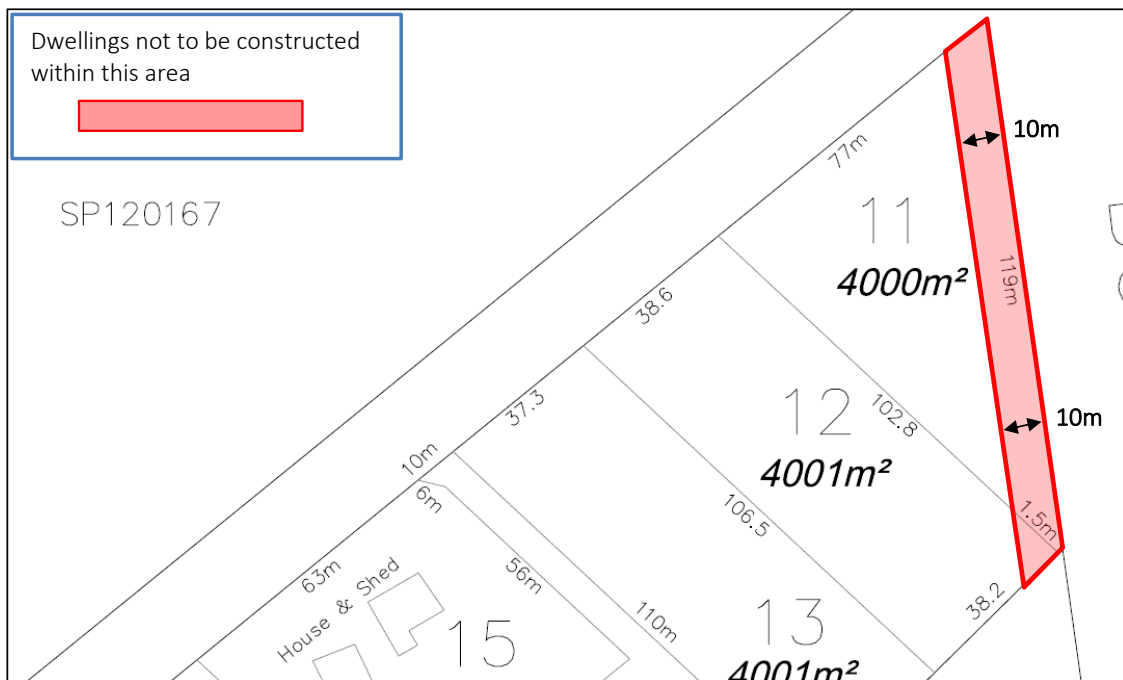 Dwellings not to be constructed
within this area
SP120167
10m
77m
11
4000m²
119m
38.6
12
4001m²
102.8
10m
37.3
10m
6m
106.5
1.5m
63m
House & Shed
56m
15
110m
13
4001m²
38.2